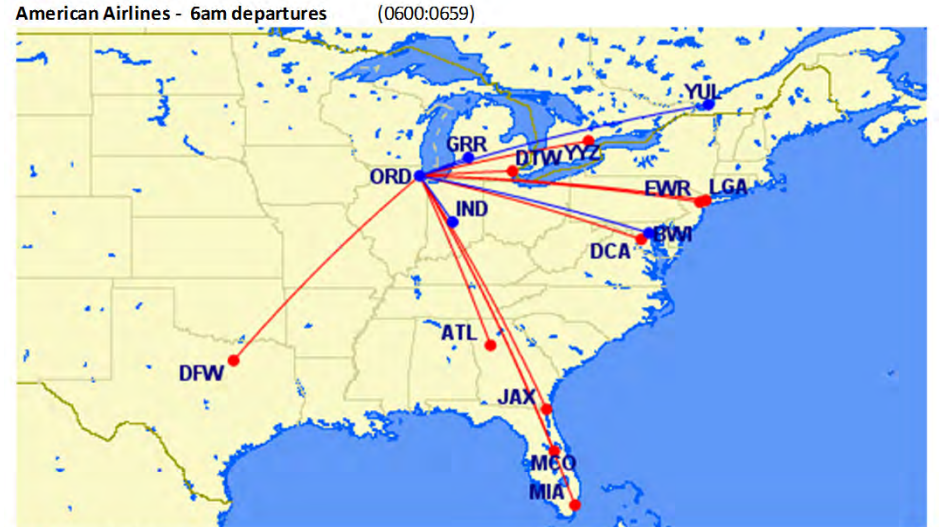 American Airlines - 6am departures (0600:0659)
YUL
GRR
DTW YYZ
ORD
EWR LGA
IND
BWI
DCA
ATL
DFW
JAX
MCO
MIA